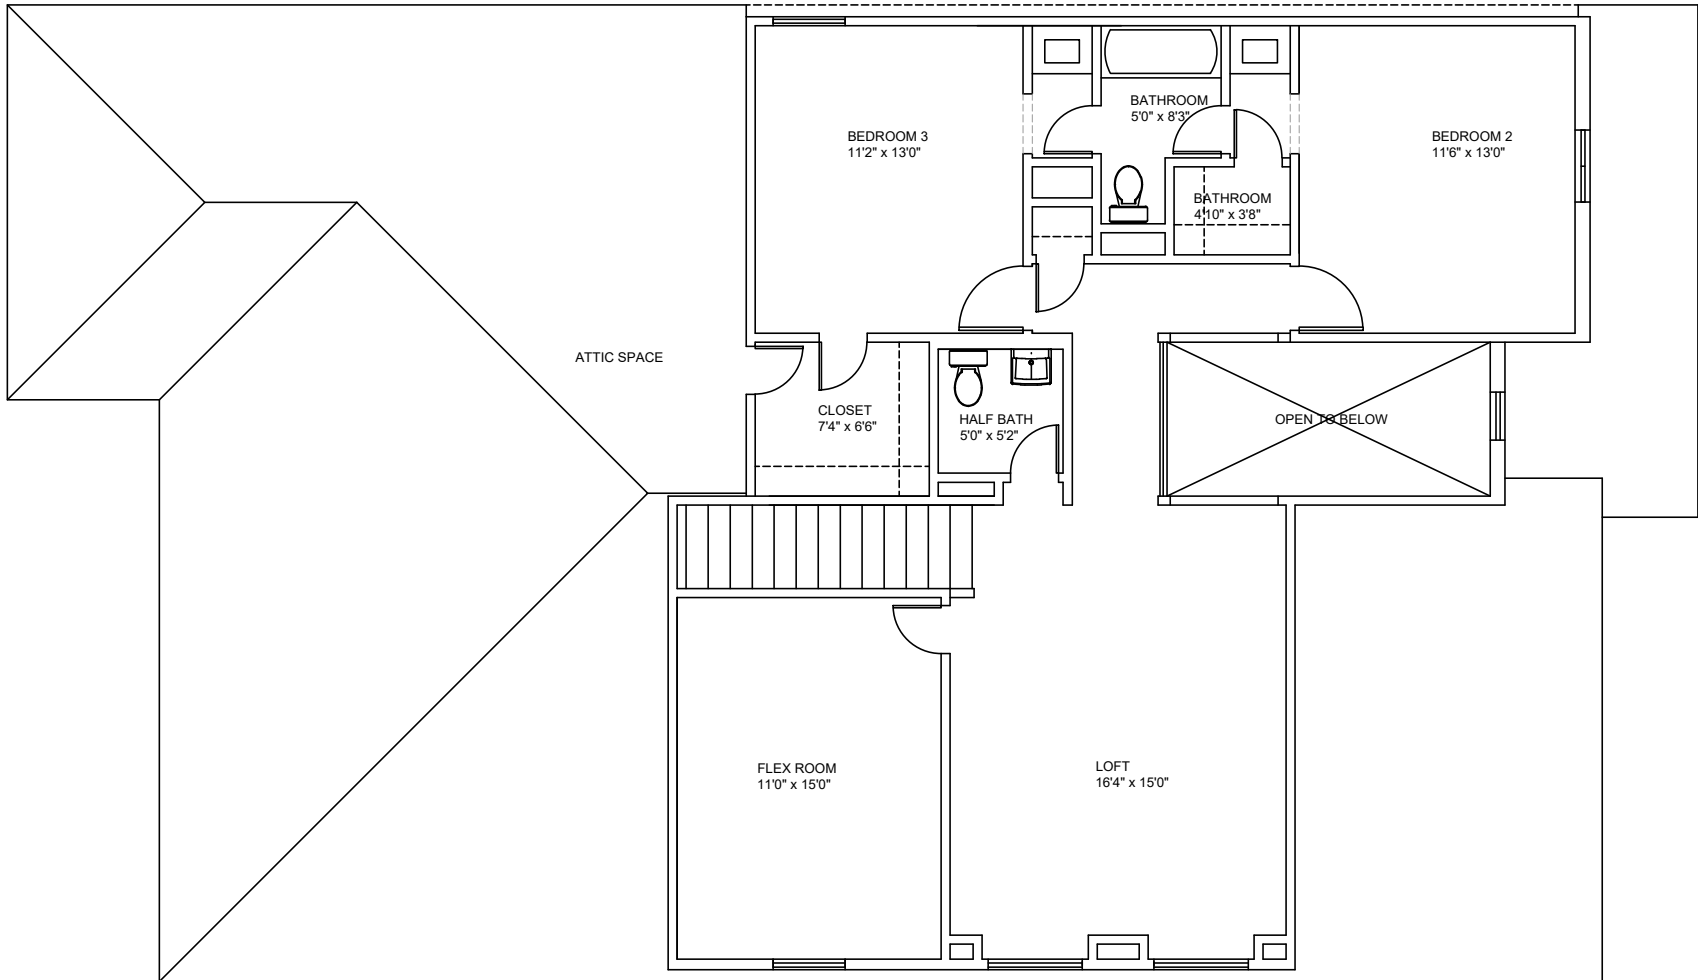 BATHROOM
5'0" x 8'3"
BEDROOM 3
11'2" x 13'0"
BEDROOM 2
11'6" x 13'0"
BATHROOM
4'10" x 3'8"
ATTIC SPACE
CLOSET
7'4" x 6'6"
HALF BATH
5'0" x 5'2"
OPEN TO BELOW
FLEX ROOM
11'0" x 15'0"
LOFT
16'4" x 15'0"